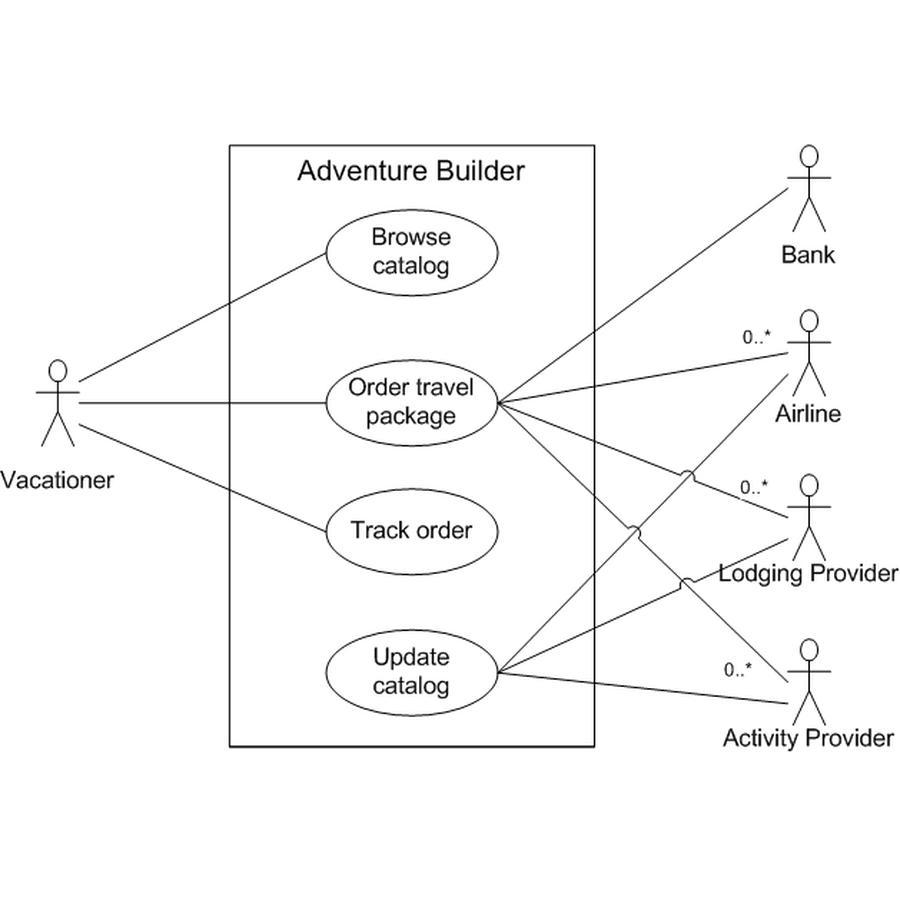 Adventure Builder
Browse
catalog
Order travel
package
Track order
Update
catalog
Vacationer
Bank
0..*
Airline
0..*
Lodging Provider
0..*
Activity Provider